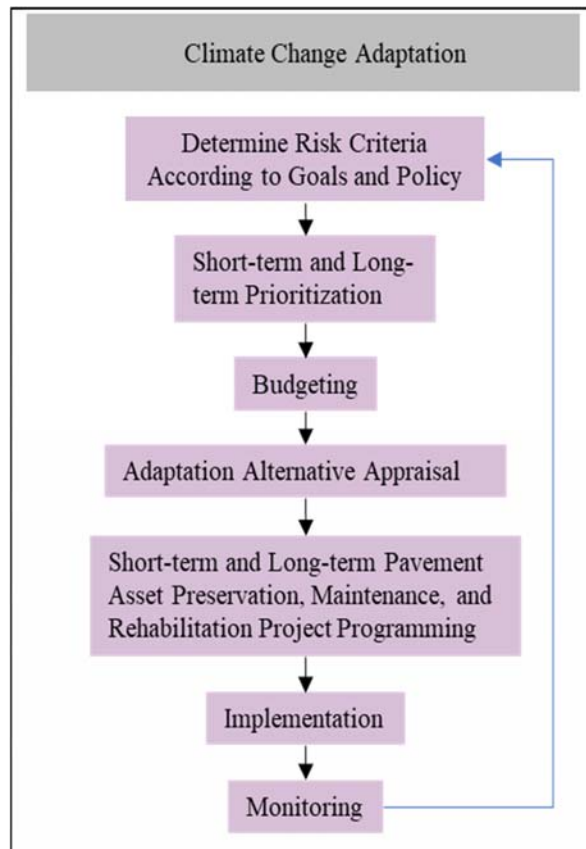 Climate Change Adaptation
Determine Risk Criteria
According to Goals and Policy
Short-term and Long-
term Prioritization
Budgeting
Adaptation Alternative Appraisal
Short-term and Long-term Pavement
Asset Preservation, Maintenance, and
Rehabilitation Project Programming
Implementation
Monitoring